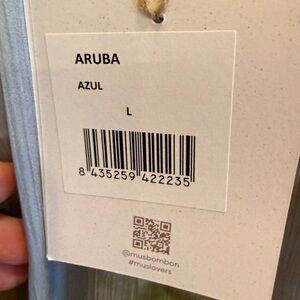 ARUBA
AZUL
L
8 435259 422235
@musbombon
#muslovers